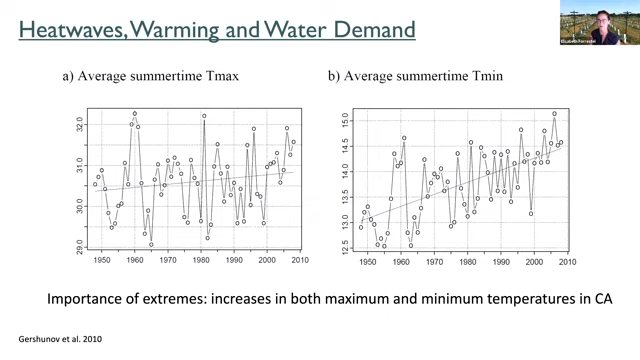 Heatwaves, Warming and Water Demand
Elisabeth Forrestel
a) Average summertime Tmax
b) Average summertime Tmin
32.0
31.0
30.0
29.0
1950 1960 1970 1980 1990 2000 2010
15.0
14.5
14.0
13.5
13.0
12.5
1950 1960 1970 1980 1990 2000 2010
Importance of extremes: increases in both maximum and minimum temperatures in CA
Gershunov et al. 2010